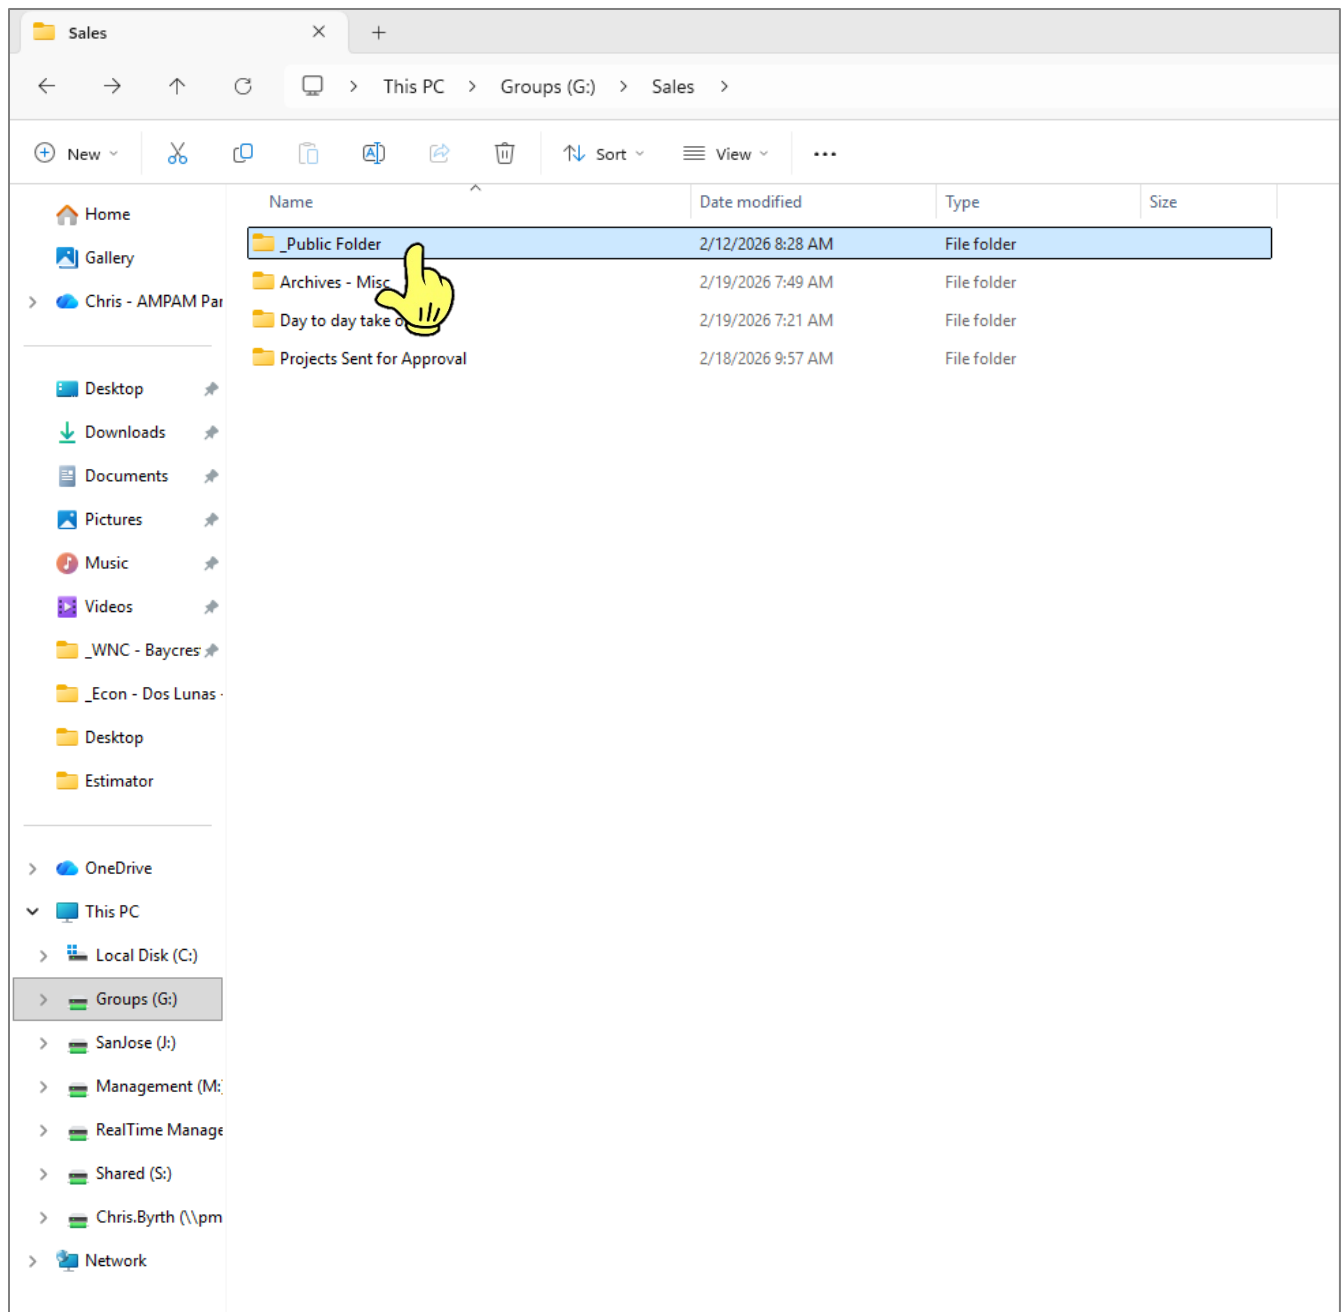 Sales
This PC > Groups (G:) > Sales >
New
Sort
View
Name
Date modified
Type
Size
_Public Folder 2/12/2026 8:28 AM File folder
Archives - Misc 2/19/2026 7:49 AM File folder
Day to day take 2/19/2026 7:21 AM File folder
Projects Sent for Approval 2/18/2026 9:57 AM File folder
Home
Gallery
Chris - AMPAM Par
Desktop
Downloads
Documents
Pictures
Music
Videos
_WNC - Baycres
_Econ - Dos Lunas -
Desktop
Estimator
OneDrive
This PC
Local Disk (C:)
Groups (G:)
SanJose (J:)
Management (M:
RealTime Manage
Shared (S:)
Chris.Byrth (\\pm
Network